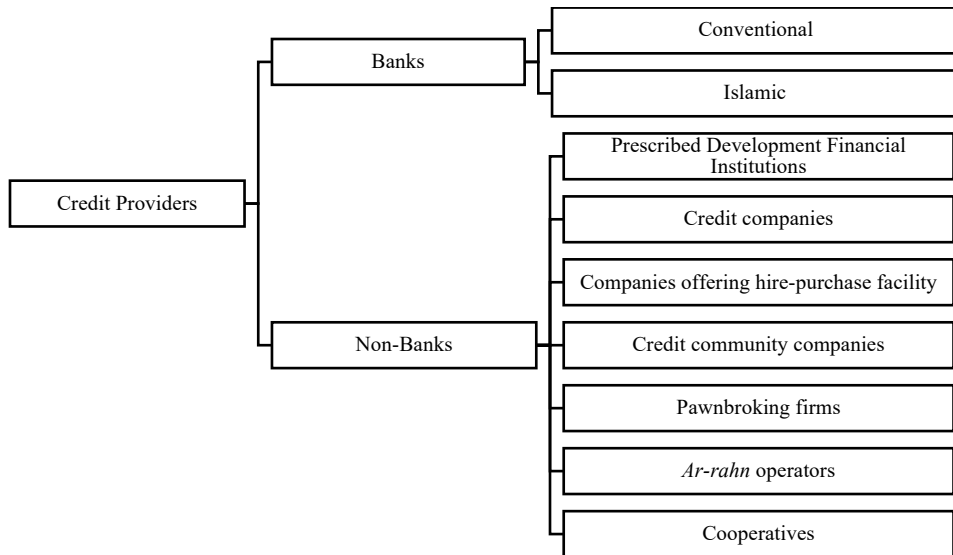 Conventional
Banks
Islamic
Prescribed Development Financial
Institutions
Credit Providers
Credit companies
Companies offering hire-purchase facility
Non-Banks
Credit community companies
Pawnbroking firms
Ar-rahn operators
Cooperatives